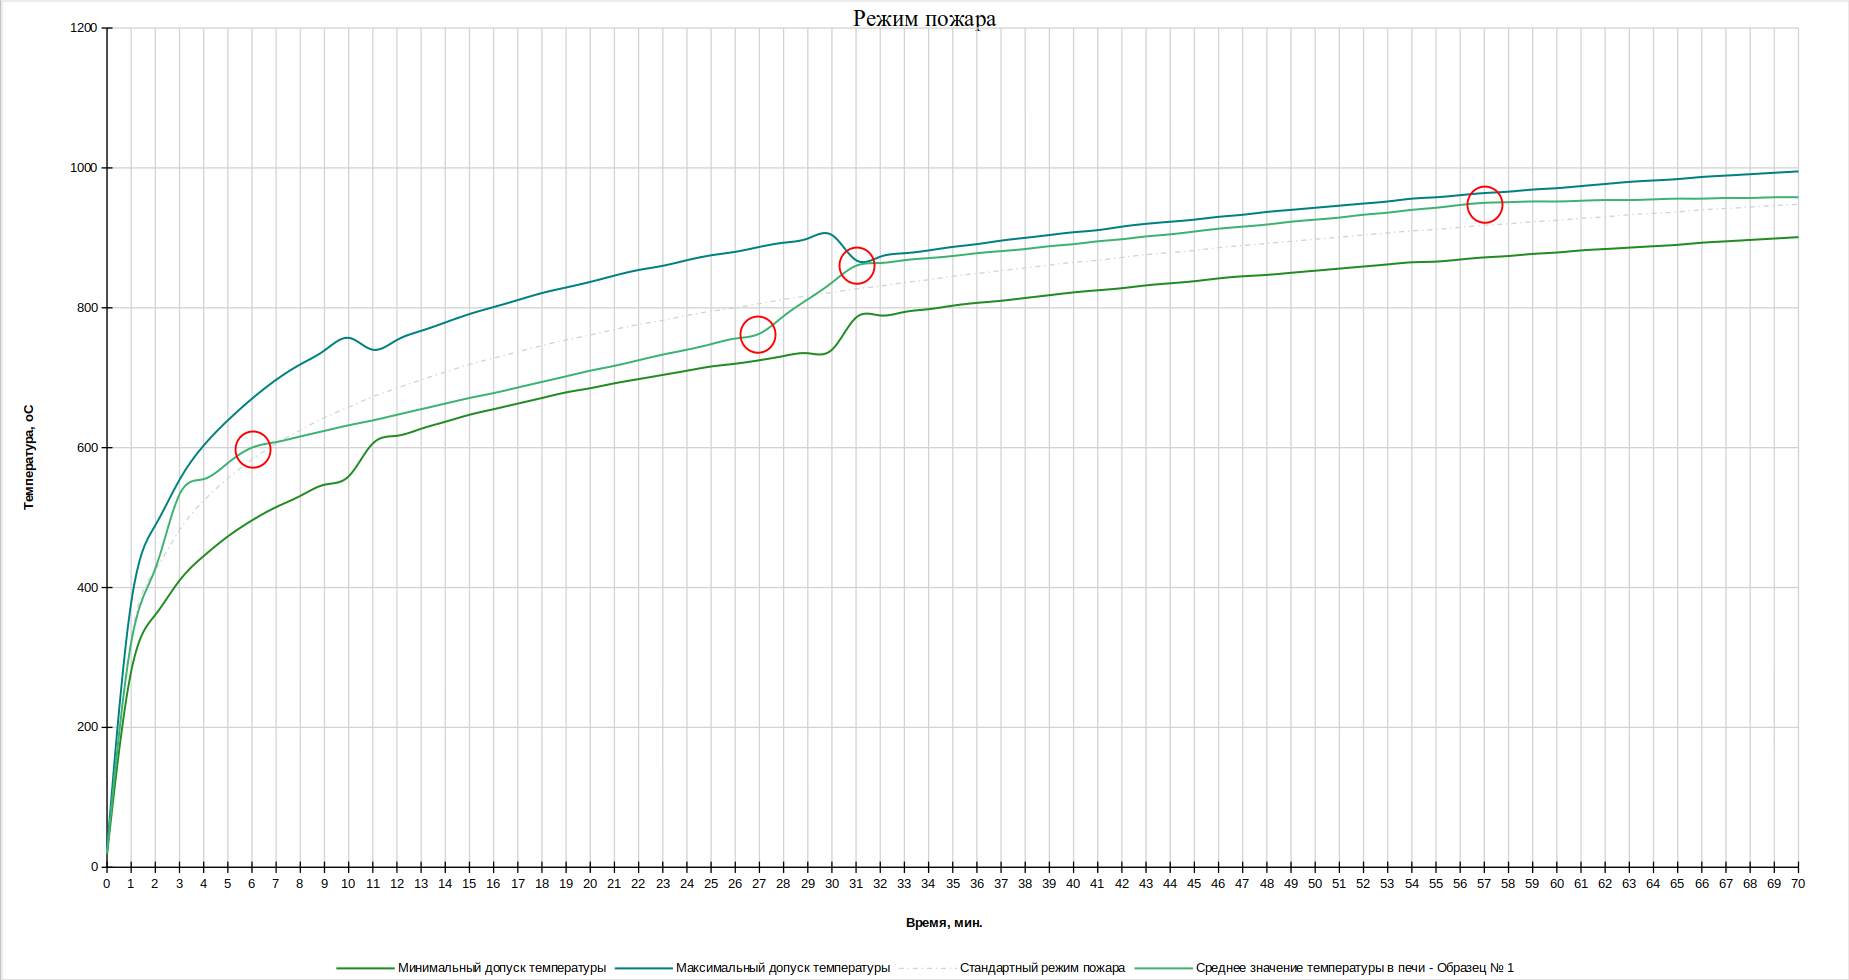 Режим пожара
1200
1000
800
600
400
200
0
Температура, оС
0 1 2 3 4 5 6 7 8 9 10 11 12 13 14 15 16 17 18 19 20 21 22 23 24 25 26 27 28 29 30 31 32 33 34 35 36 37 38 39 40 41 42 43 44 45 46 47 48 49 50 51 52 53 54 55 56 57 58 59 60 61 62 63 64 65 66 67 68 69 70
Время, мин.
Минимальный допуск температуры Максимальный допуск температуры Стандартный режим пожара Среднее значение температуры в печи - Образец № 1